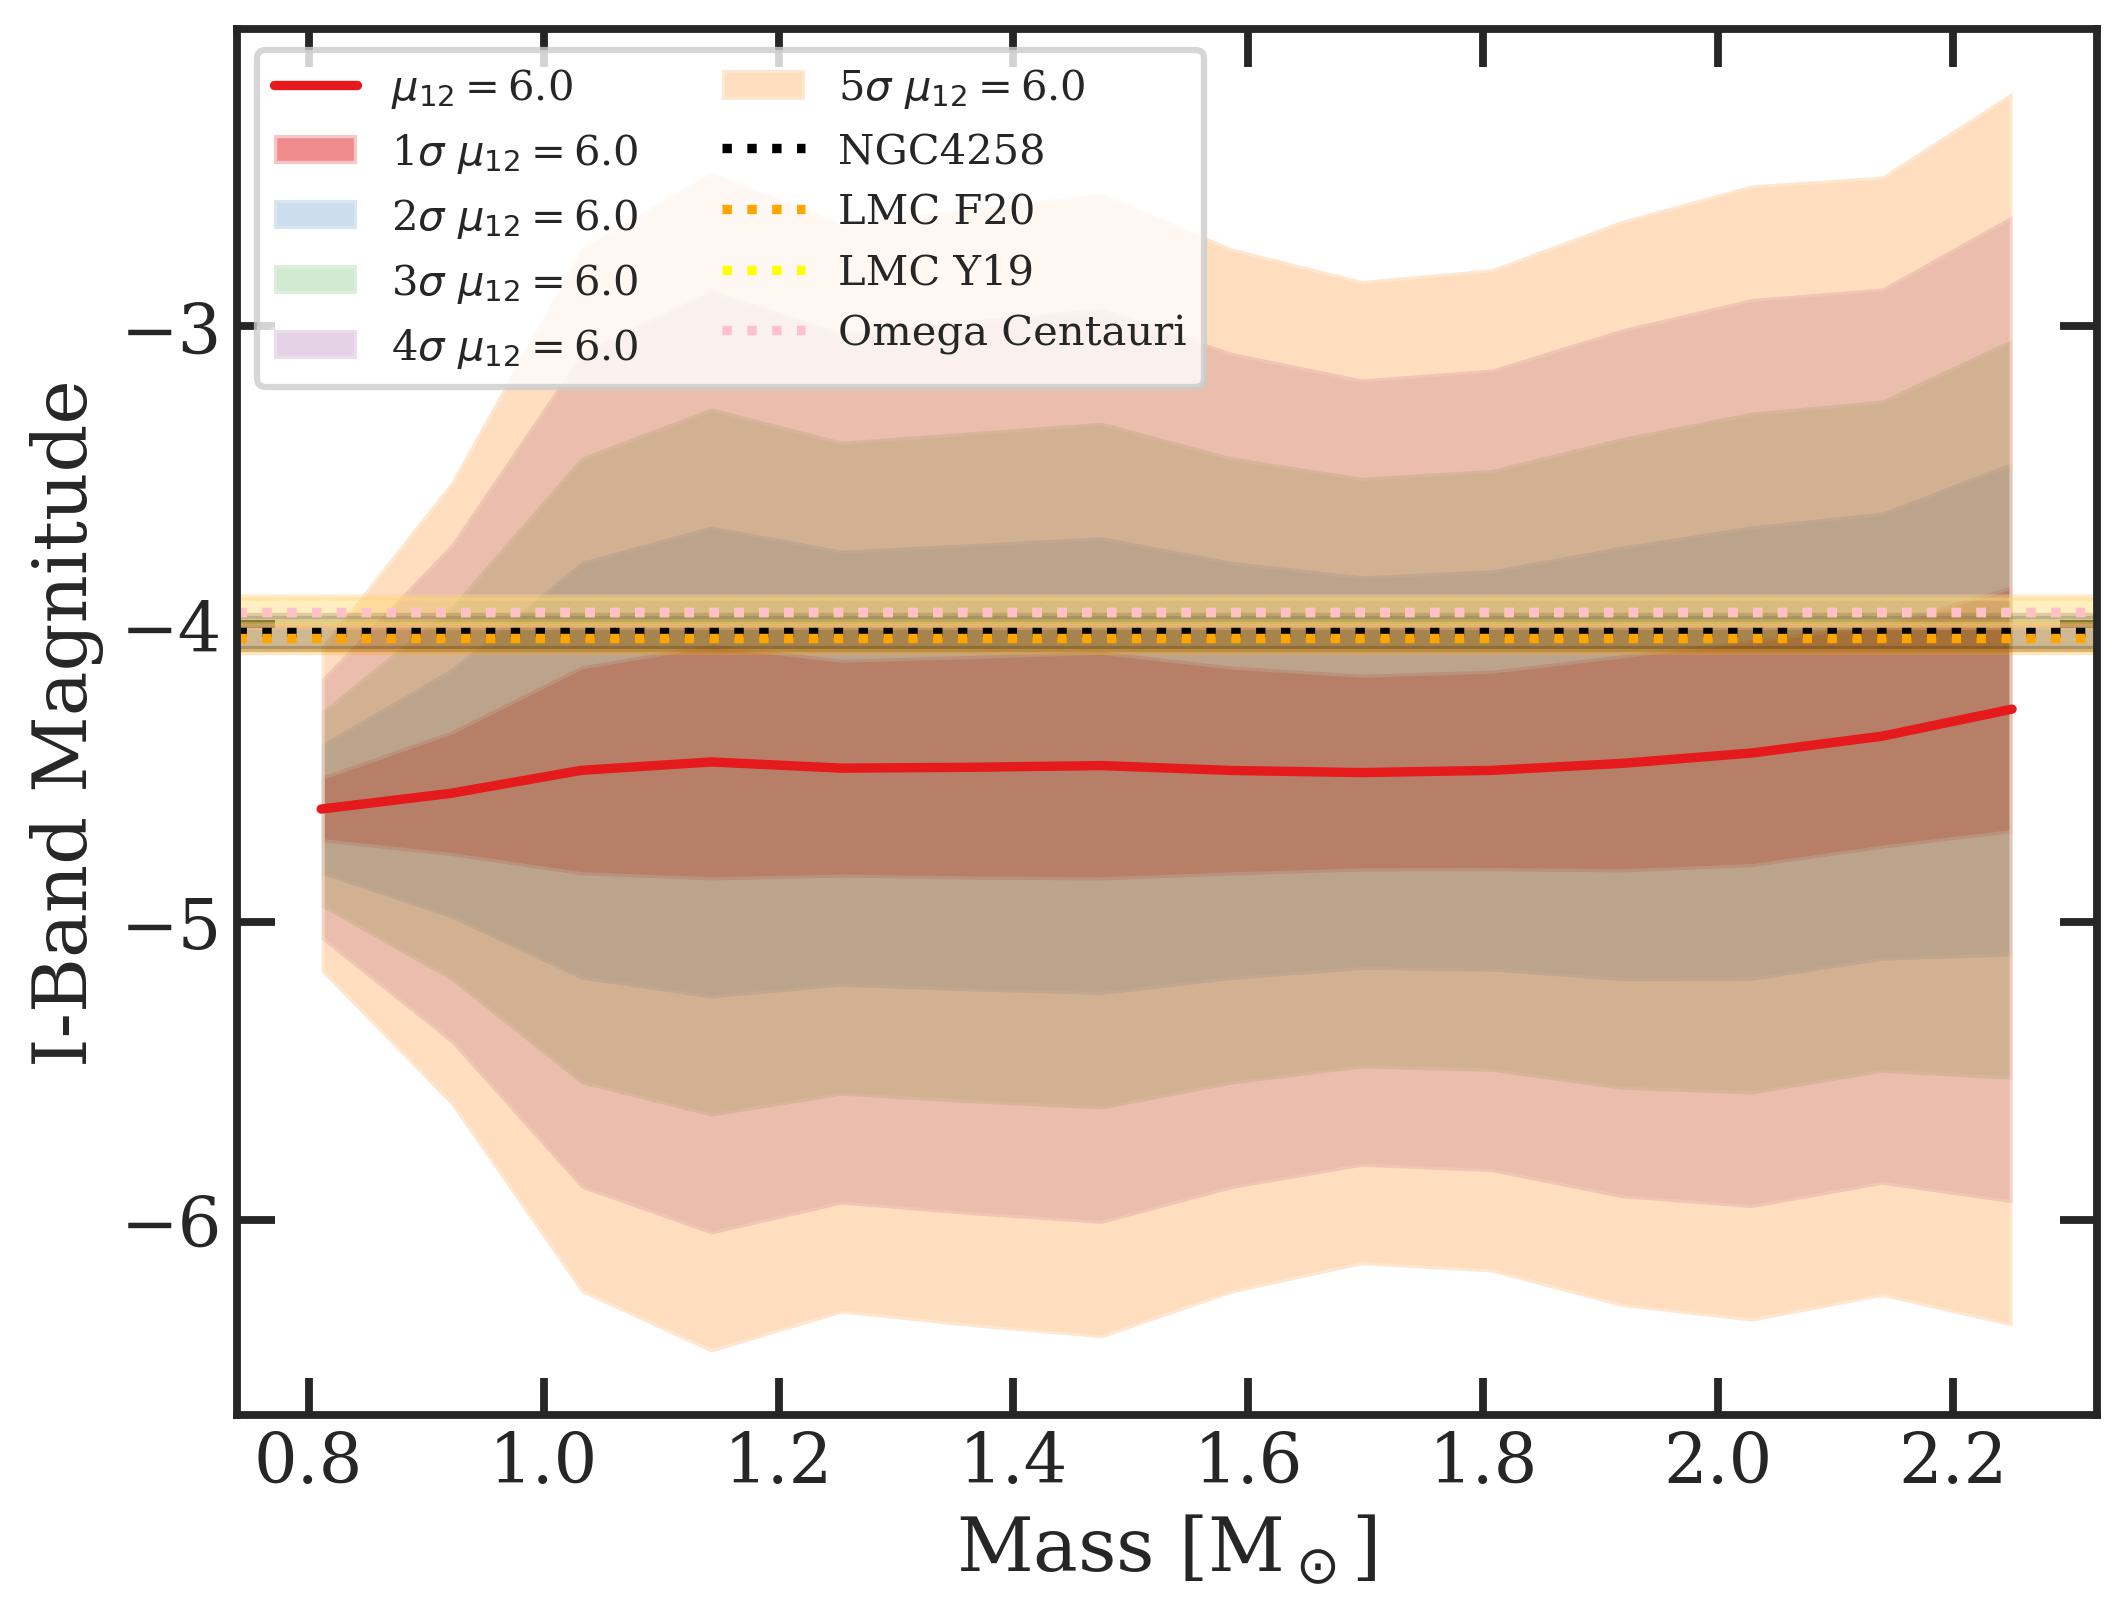 μ₁₂ = 6.0
1σ μ₁₂ = 6.0
2σ μ₁₂ = 6.0
3σ μ₁₂ = 6.0
4σ μ₁₂ = 6.0
5σ μ₁₂ = 6.0
NGC4258
LMC F20
LMC Y19
Omega Centauri
I-Band Magnitude
−3
−4
−5
−6
0.8 1.0 1.2 1.4 1.6 1.8 2.0 2.2
Mass [M⊙]